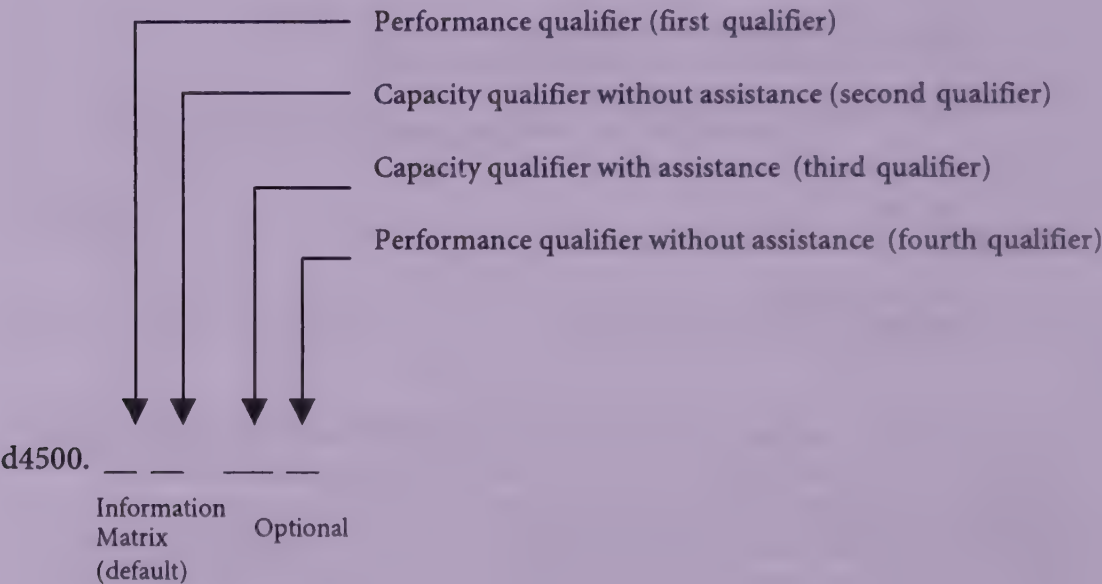 Performance qualifier (first qualifier)
Capacity qualifier without assistance (second qualifier)
Capacity qualifier with assistance (third qualifier)
Performance qualifier without assistance (fourth qualifier)
d4500. __ __ __ __
Information
Matrix
(default)
Optional